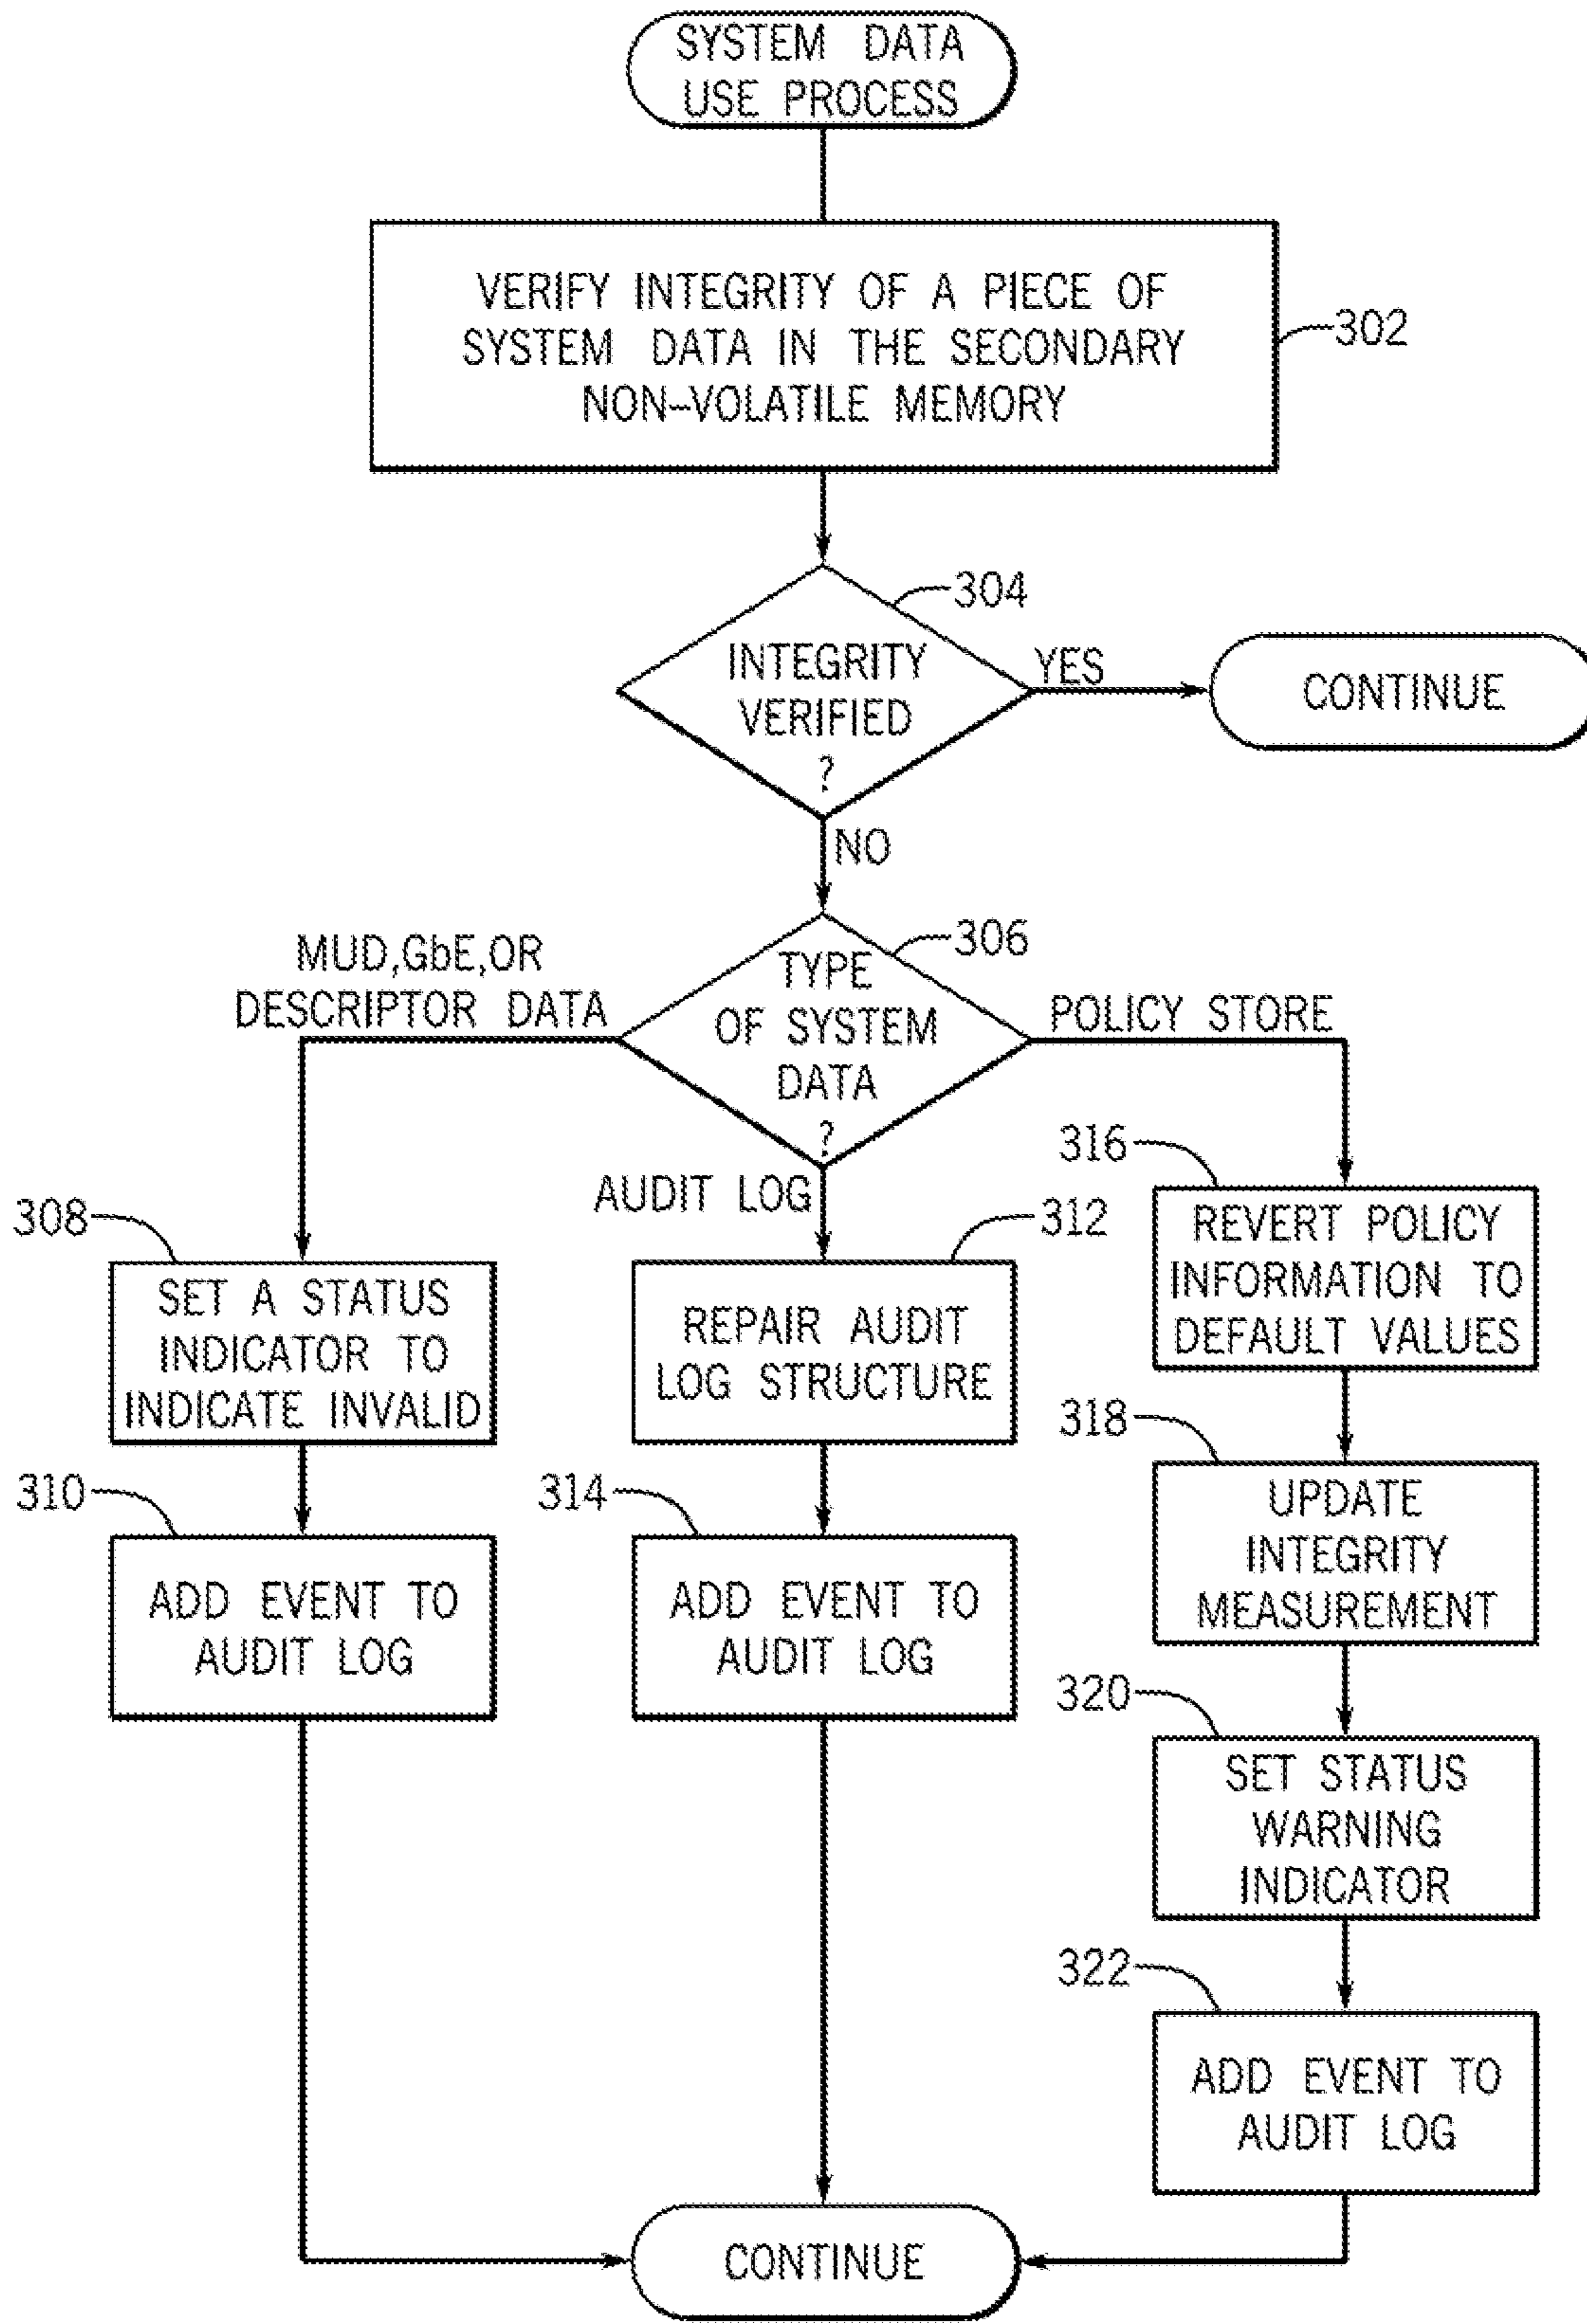 SYSTEM DATA
USE PROCESS
VERIFY INTEGRITY OF A PIECE OF
SYSTEM DATA IN THE SECONDARY
NON-VOLATILE MEMORY
302
304
INTEGRITY
VERIFIED
?
YES
CONTINUE
NO
306
MUD,GbE,OR
DESCRIPTOR DATA
TYPE
OF SYSTEM
DATA
?
POLICY STORE
AUDIT LOG
308
SET A STATUS
INDICATOR TO
INDICATE INVALID
310
ADD EVENT TO
AUDIT LOG
312
REPAIR AUDIT
LOG STRUCTURE
314
ADD EVENT TO
AUDIT LOG
316
REVERT POLICY
INFORMATION TO
DEFAULT VALUES
318
UPDATE
INTEGRITY
MEASUREMENT
320
SET STATUS
WARNING
INDICATOR
322
ADD EVENT TO
AUDIT LOG
CONTINUE